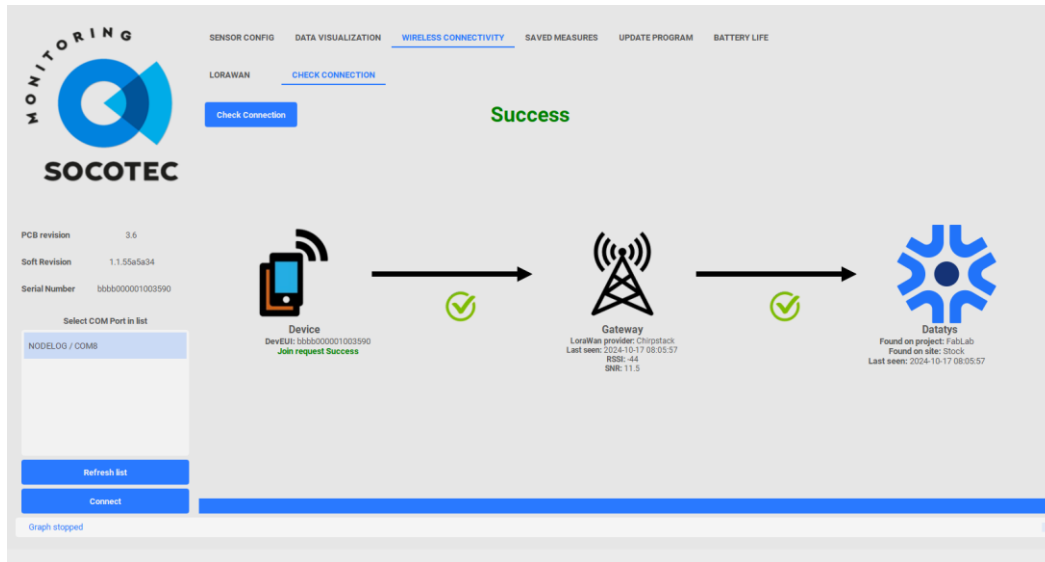 MONITORING
SOCOTEC
SENSOR CONFIG DATA VISUALIZATION WIRELESS CONNECTIVITY SAVED MEASURES UPDATE PROGRAM BATTERY LIFE
LORAWAN CHECK CONNECTION
Check Connection
Success
PCB revision 3.6
Soft Revision 1.1.55a5a34
Serial Number bbbb000001003590
Select COM Port in list
NODELOG / COM8
Refresh list
Connect
Graph stopped
Device
DevEUI: bbbb000001003590
Join request Success
Gateway
LoraWan provider: Chirpstack
Last seen: 2024-10-17 08:05:57
RSSI: -44
SNR: 11.5
Datatys
Found on project: FabLab
Found on site: Stock
Last seen: 2024-10-17 08:05:57